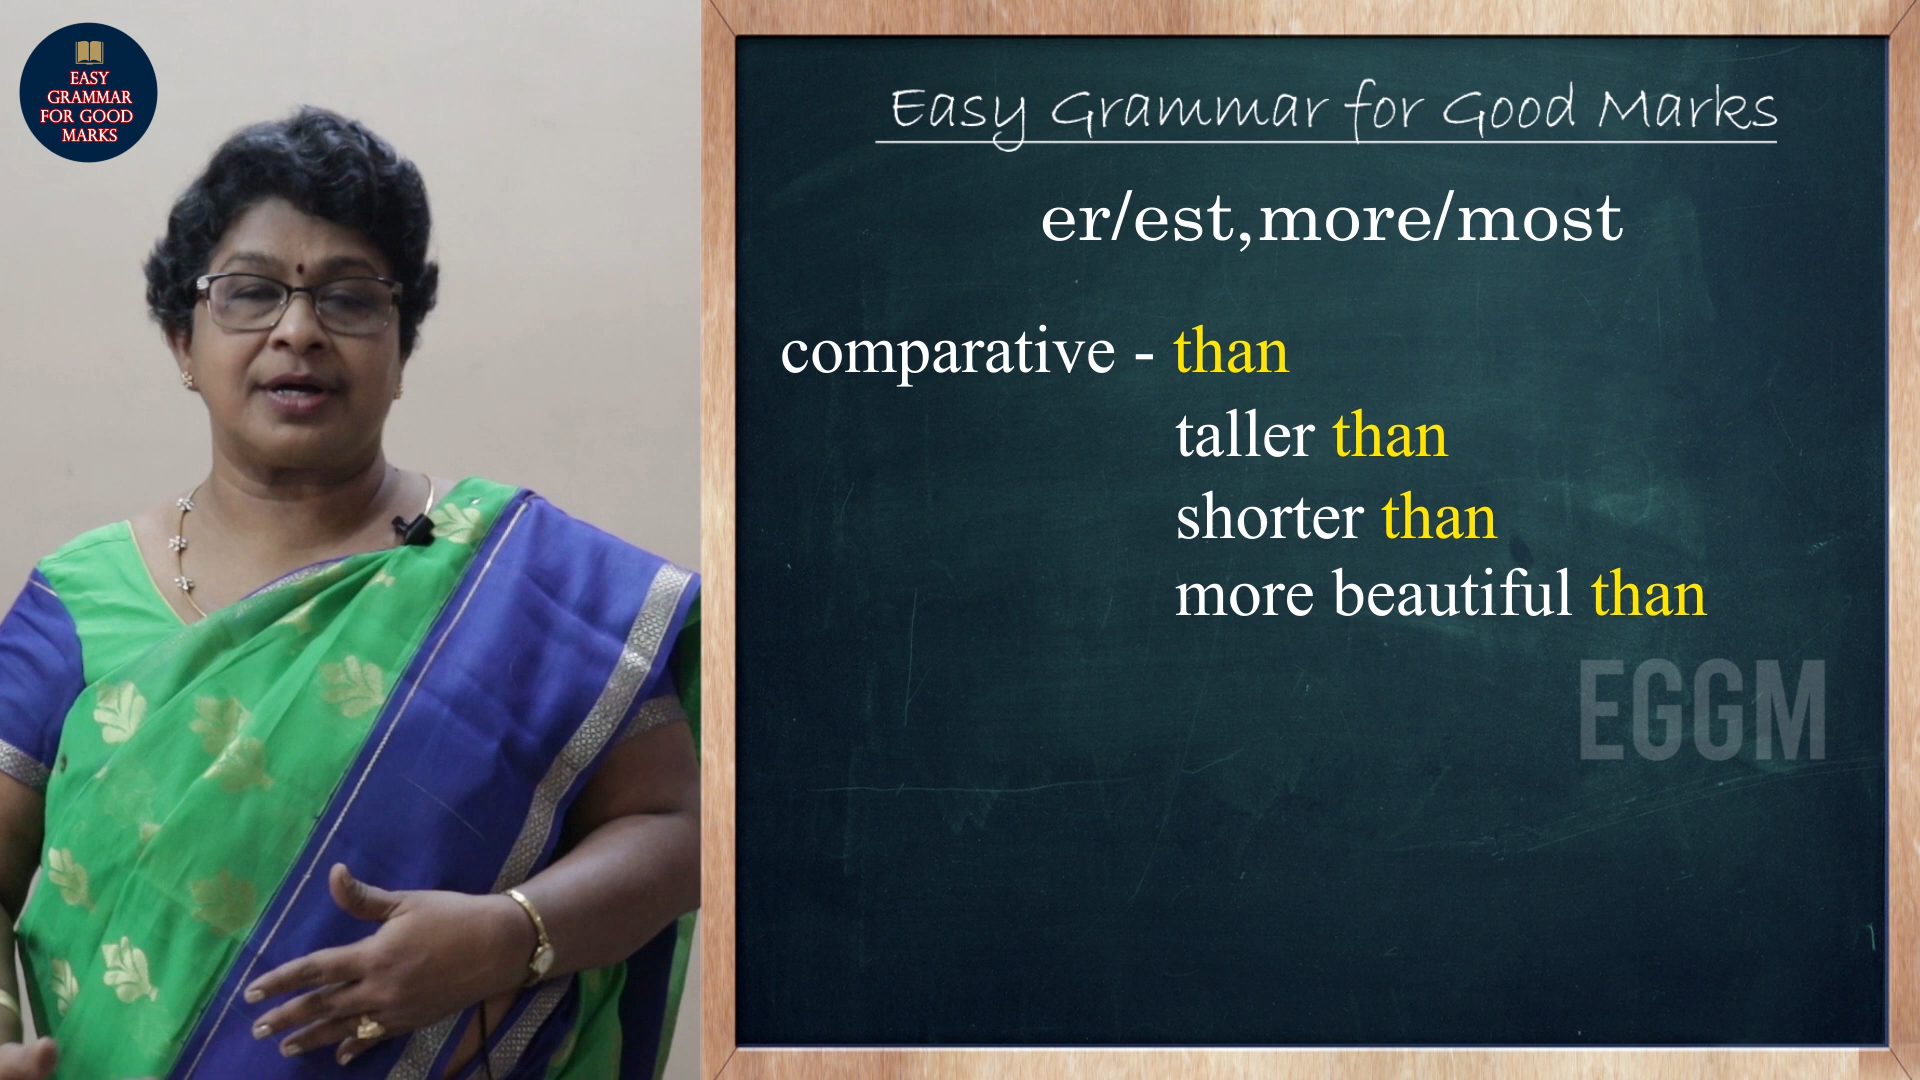 EASY
GRAMMAR
FOR GOOD
MARKS
Easy Grammar for Good Marks
er/est,more/most
comparative - than
taller than
shorter than
more beautiful than
EGGM